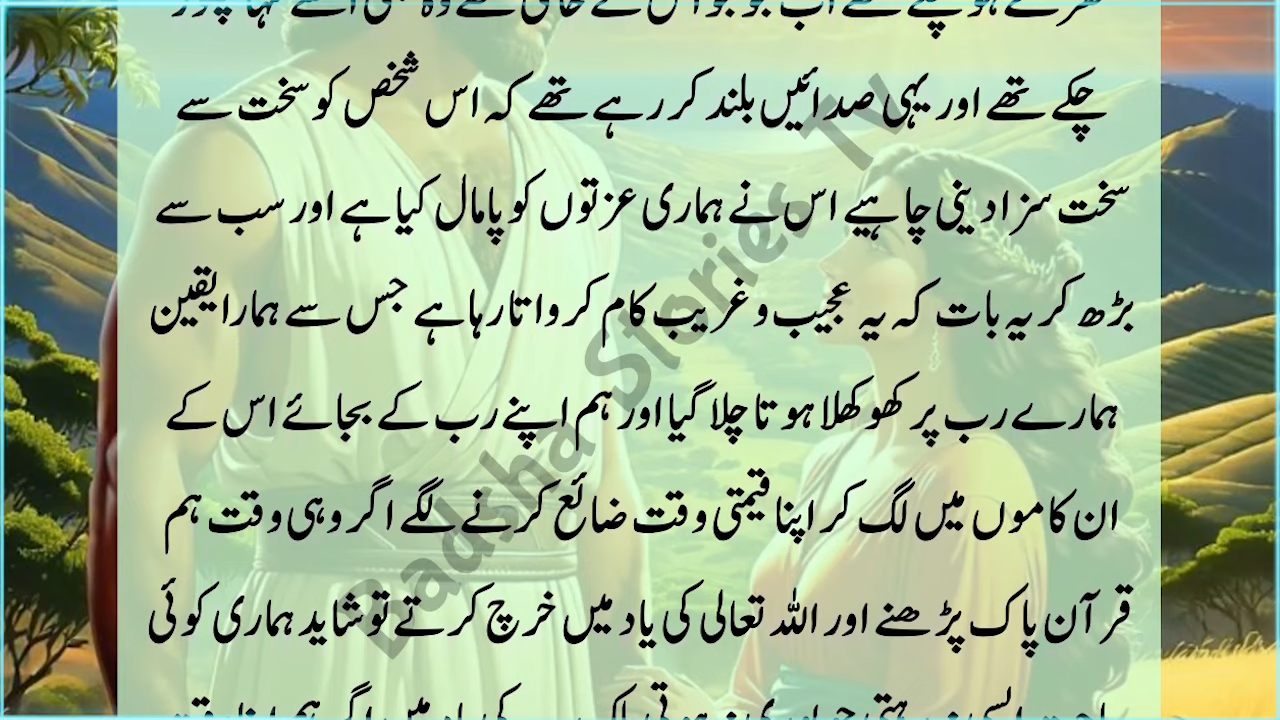 چکے تھے اور یہی صدائیں بلند کر رہے تھے کہ اس شخص کو سخت سے
سخت سزا دینی چاہیے اس نے ہماری عزتوں کو پامال کیا ہے اور سب سے
بڑھ کر یہ بات کہ یہ عجیب و غریب کام کرواتا رہا ہے جس سے ہمارا یقین
ہمارے رب پر کھوکھلا ہوتا چلا گیا اور ہم اپنے رب کے بجائے اس کے
ان کاموں میں لگ کر اپنا قیمتی وقت ضائع کرنے لگے اگر وہی وقت ہم
قرآن پاک پڑھنے اور اللہ تعالی کی یاد میں خرچ کرتے تو شاید ہماری کوئی
Badshah Stories Tv